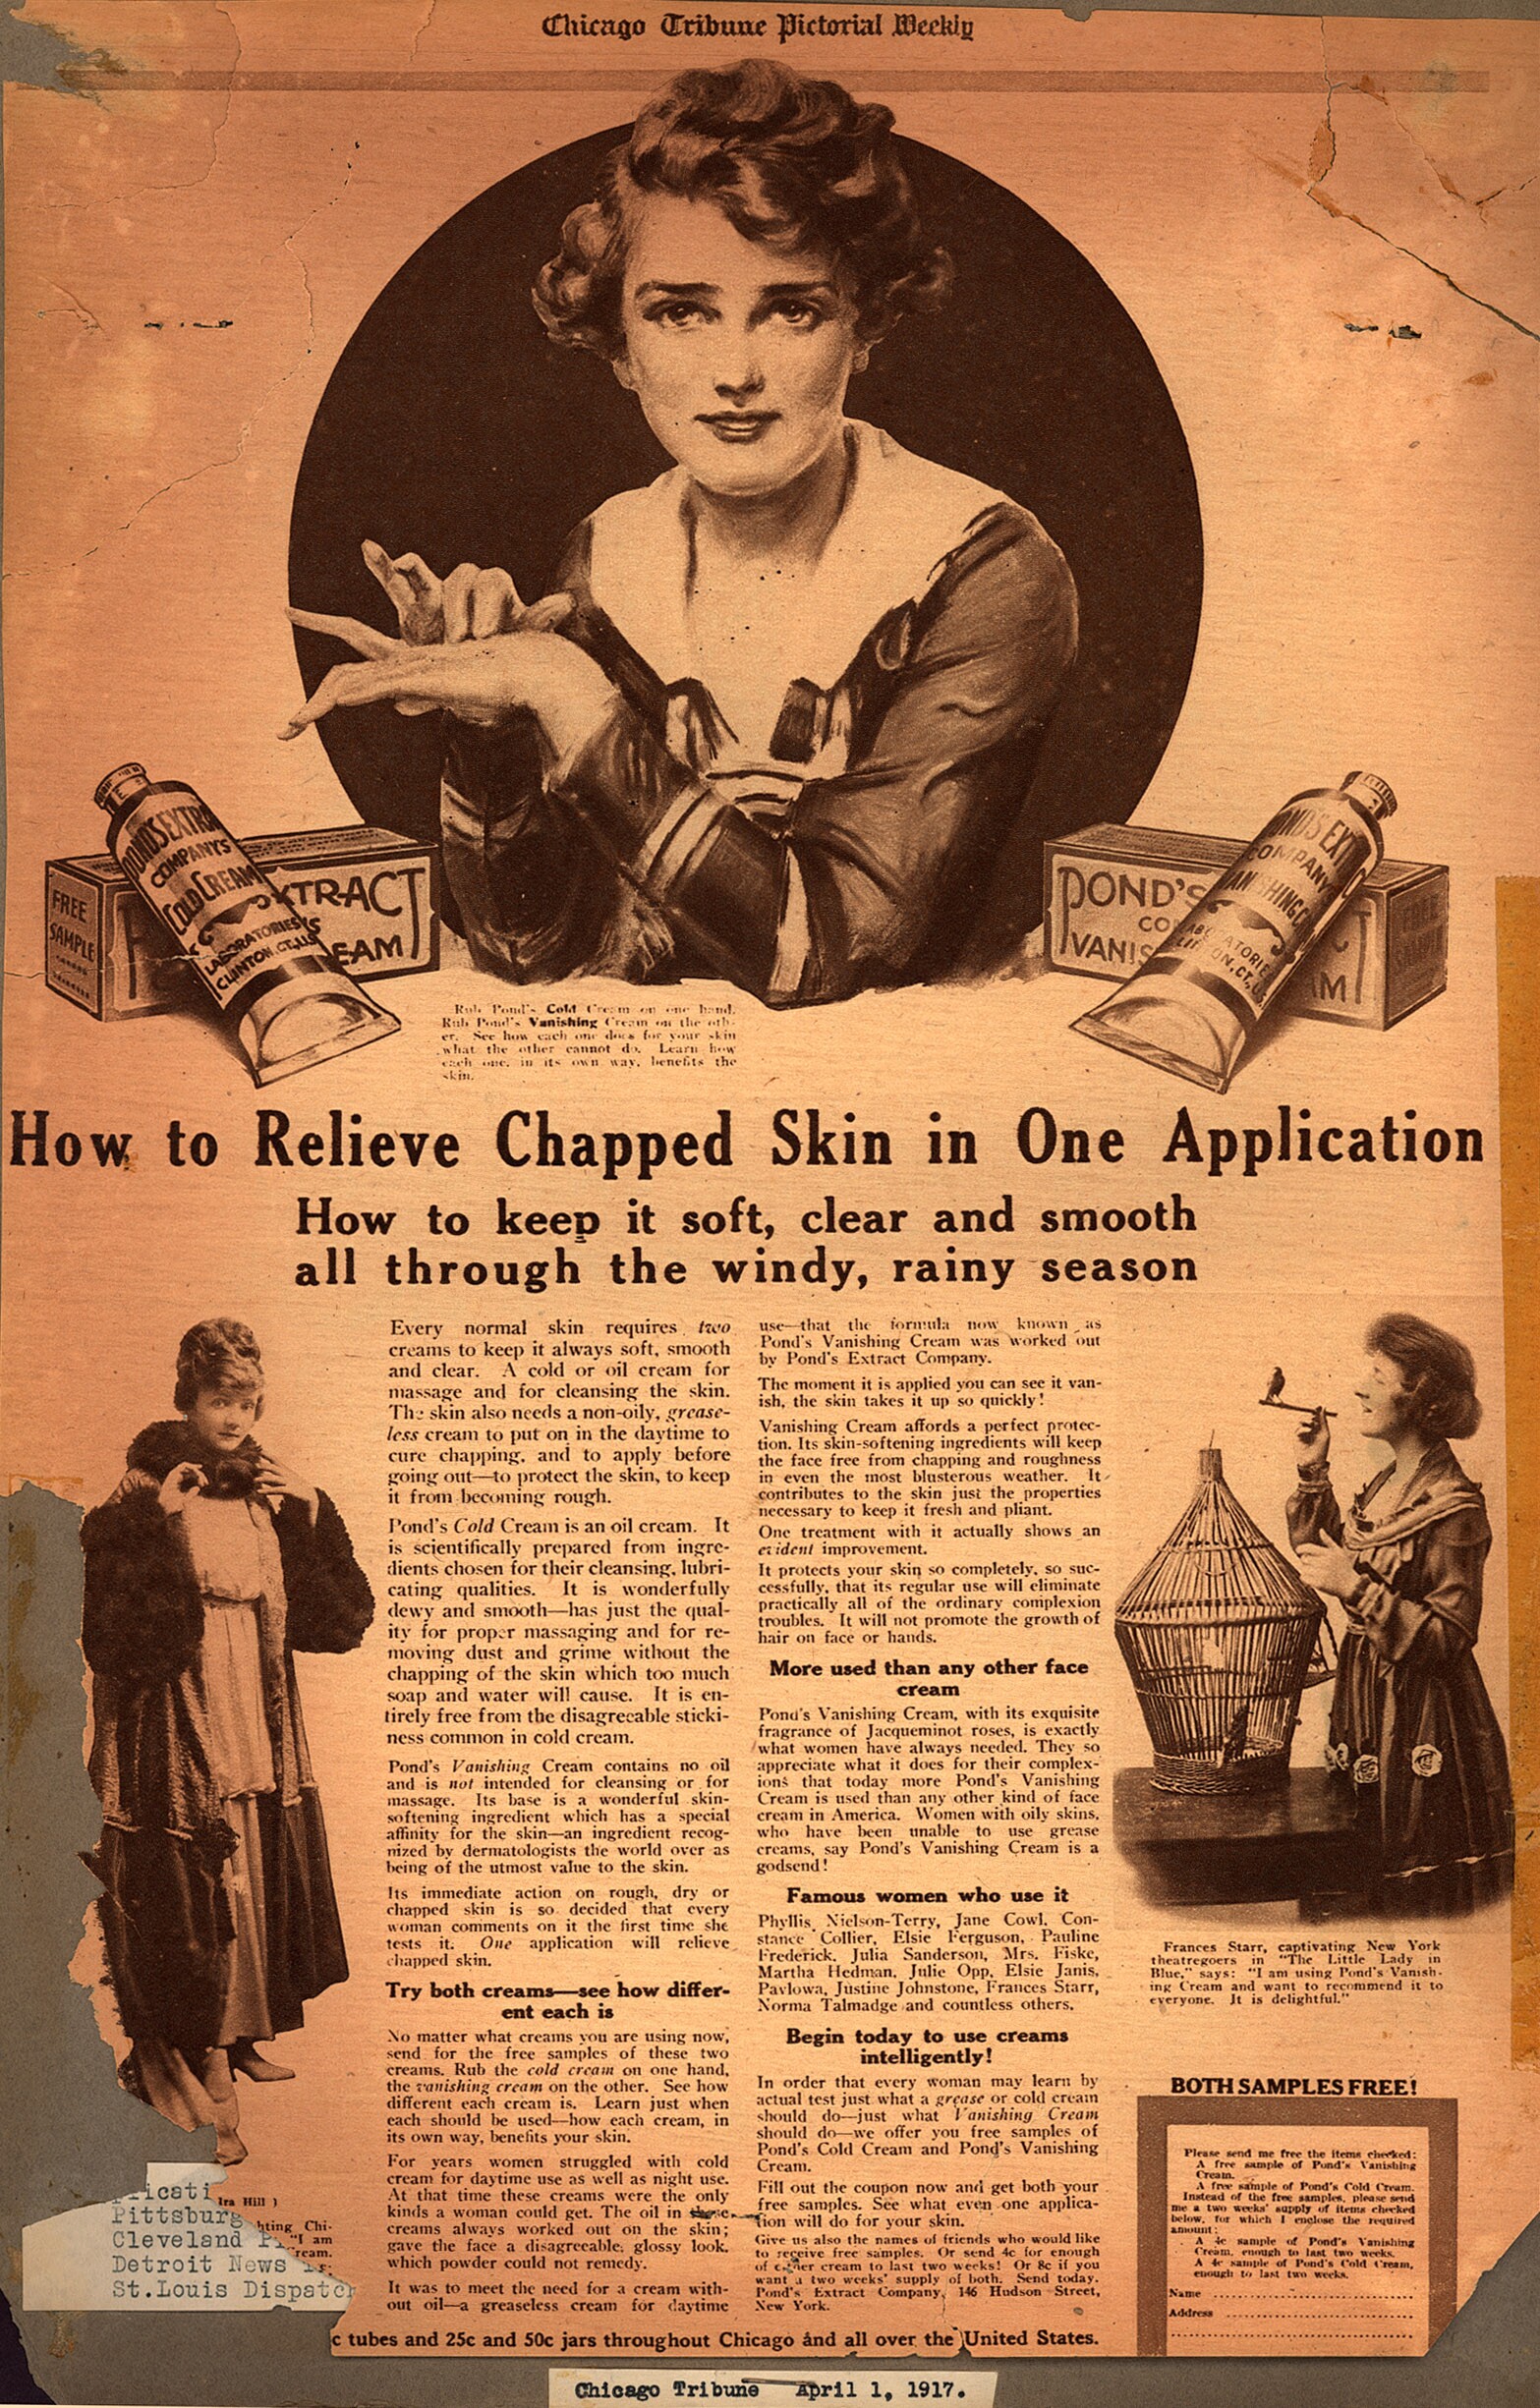 Chicago Tribune Pictorial Weekly
POND'S EXTRA
COMPANY'S
COLD CREAM
LABORATORIES
CLINTON.CT.,U.S.
FREE
SAMPLE
EXTRACT
EAM
POND'S
CO
VANIS
M
POND'S EXT
COMPANY
VANISHING C
FREE
Rub Pond's Cold Cream on one hand.
Rub Pond's Vanishing Cream on the oth-
er. See how each one does for your skin
what the other cannot do. Learn how
each one, in its own way, benefits the
skin.
How to Relieve Chapped Skin in One Application
How to keep it soft, clear and smooth
all through the windy, rainy season
Every normal skin requires two
creams to keep it always soft, smooth
and clear. A cold or oil cream for
massage and for cleansing the skin.
The skin also needs a non-oily, grease-
less cream to put on in the daytime to
cure chapping, and to apply before
going out—to protect the skin, to keep
it from becoming rough.
Pond's Cold Cream is an oil cream. It
is scientifically prepared from ingre-
dients chosen for their cleansing, lubri-
cating qualities. It is wonderfully
dewy and smooth—has just the qual-
ity for proper massaging and for re-
moving dust and grime without the
chapping of the skin which too much
soap and water will cause. It is en-
tirely free from the disagreeable sticki-
ness common in cold cream.
Pond's Vanishing Cream contains no oil
and is not intended for cleansing or for
massage. Its base is a wonderful skin-
softening ingredient which has a special
affinity for the skin—an ingredient recog-
nized by dermatologists the world over as
being of the utmost value to the skin.
Its immediate action on rough, dry or
chapped skin is so decided that every
woman comments on it the first time she
tests it. One application will relieve
chapped skin.
Try both creams—see how differ-
ent each is
No matter what creams you are using now,
send for the free samples of these two
creams. Rub the cold cream on one hand,
the vanishing cream on the other. See how
different each cream is. Learn just when
each should be used—how each cream, in
its own way, benefits your skin.
For years women struggled with cold
cream for daytime use as well as night use.
At that time these creams were the only
kinds a woman could get. The oil in these
creams always worked out on the skin;
gave the face a disagreeable, glossy look,
which powder could not remedy.
It was to meet the need for a cream with-
out oil—a greaseless cream for daytime
use—that the formula now known as
Pond's Vanishing Cream was worked out
by Pond's Extract Company.
The moment it is applied you can see it van-
ish, the skin takes it up so quickly!
Vanishing Cream affords a perfect protec-
tion. Its skin-softening ingredients will keep
the face free from chapping and roughness
in even the most blusterous weather. It
contributes to the skin just the properties
necessary to keep it fresh and pliant.
One treatment with it actually shows an
evident improvement.
It protects your skin so completely, so suc-
cessfully, that its regular use will eliminate
practically all of the ordinary complexion
troubles. It will not promote the growth of
hair on face or hands.
More used than any other face
cream
Pond's Vanishing Cream, with its exquisite
fragrance of Jacqueminot roses, is exactly
what women have always needed. They so
appreciate what it does for their complex-
ions that today more Pond's Vanishing
Cream is used than any other kind of face
cream in America. Women with oily skins,
who have been unable to use grease
creams, say Pond's Vanishing Cream is a
godsend!
Famous women who use it
Phyllis Nielson-Terry, Jane Cowl, Con-
stance Collier, Elsie Ferguson, Pauline
Frederick, Julia Sanderson, Mrs. Fiske,
Martha Hedman, Julie Opp, Elsie Janis,
Pavlowa, Justine Johnstone, Frances Starr,
Norma Talmadge and countless others.
Begin today to use creams
intelligently!
In order that every woman may learn by
actual test just what a grease or cold cream
should do—just what Vanishing Cream
should do—we offer you free samples of
Pond's Cold Cream and Pond's Vanishing
Cream.
Fill out the coupon now and get both your
free samples. See what even one applica-
tion will do for your skin.
Give us also the names of friends who would like
to receive free samples. Or send 4c for enough
of either cream to last two weeks! Or 8c if you
want a two weeks' supply of both. Send today.
Pond's Extract Company, 146 Hudson Street,
New York.
Frances Starr, captivating New York
theatregoers in "The Little Lady in
Blue," says: "I am using Pond's Vanish-
ing Cream and want to recommend it to
everyone. It is delightful."
BOTH SAMPLES FREE!
Please send me free the items checked:
A free sample of Pond's Vanishing
Cream.
A free sample of Pond's Cold Cream.
Instead of the free samples, please send
me a two weeks' supply of items checked
below, for which I enclose the required
amount:
A 4c sample of Pond's Vanishing
Cream, enough to last two weeks.
A 4c sample of Pond's Cold Cream,
enough to last two weeks.
Name
Address
Ira Hill )
hting Chi-
"I am
ream.
icati
Pittsburg
Cleveland P
Detroit News
St.Louis Dispatch
c tubes and 25c and 50c jars throughout Chicago and all over the United States.
Chicago Tribune April 1, 1917.